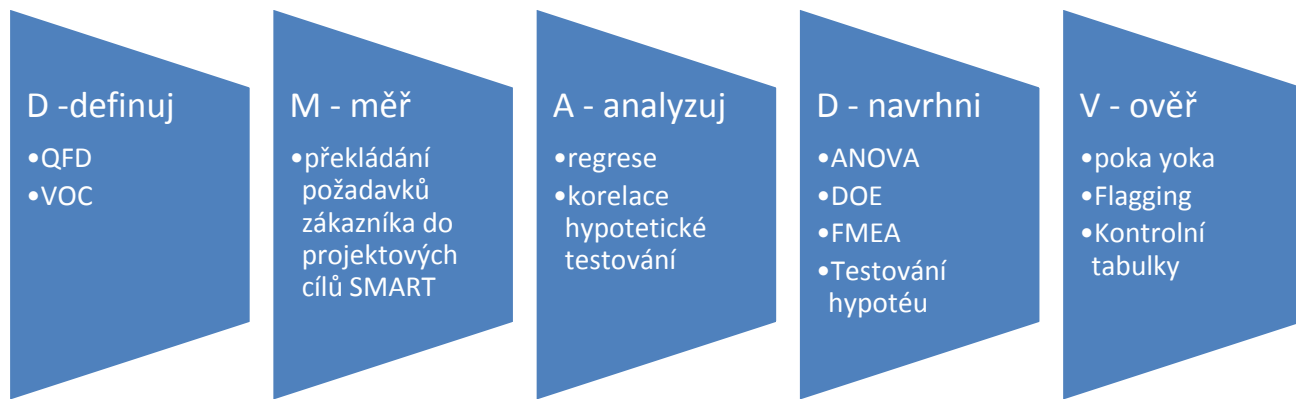 D -definuj
•QFD
•VOC
M - měř
•překládání
požadavků
zákazníka do
projektových
cílů SMART
A - analyzuj
•regrese
•korelace
hypotetické
testování
D - navrhni
•ANOVA
•DOE
•FMEA
•Testování
hypotéu
V - ověř
•poka yoka
•Flagging
•Kontrolní
tabulky